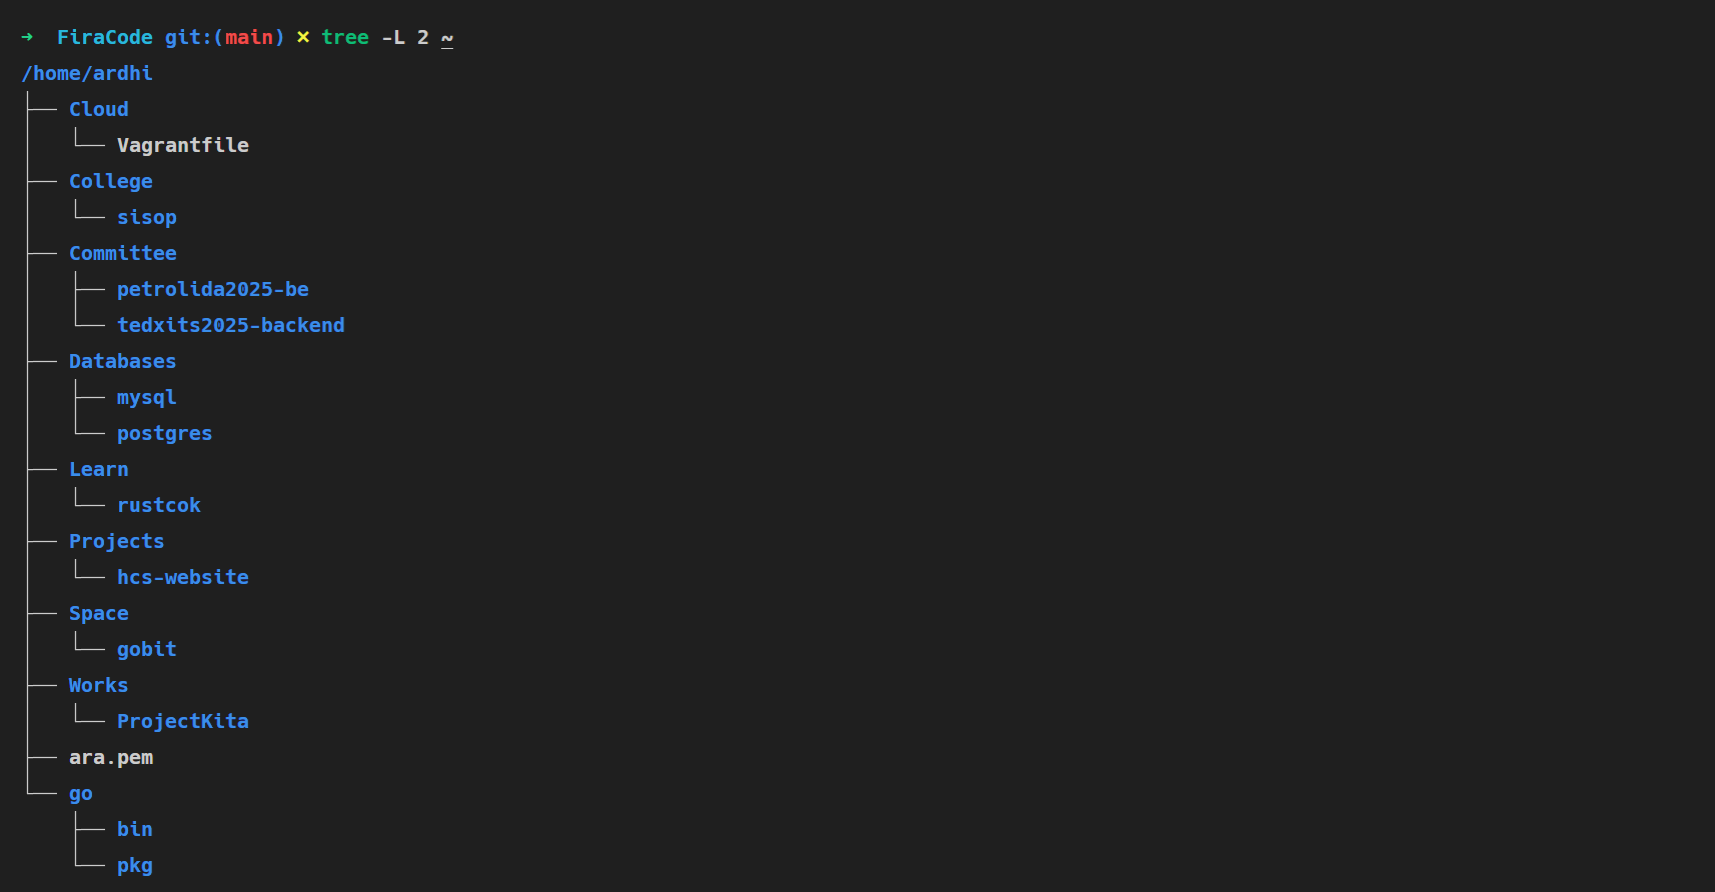 ➜  FiraCode git:(main) ✗ tree -L 2 ~
/home/ardhi
├── Cloud
│   └── Vagrantfile
├── College
│   └── sisop
├── Committee
│   ├── petrolida2025-be
│   └── tedxits2025-backend
├── Databases
│   ├── mysql
│   └── postgres
├── Learn
│   └── rustcok
├── Projects
│   └── hcs-website
├── Space
│   └── gobit
├── Works
│   └── ProjectKita
├── ara.pem
└── go
    ├── bin
    └── pkg